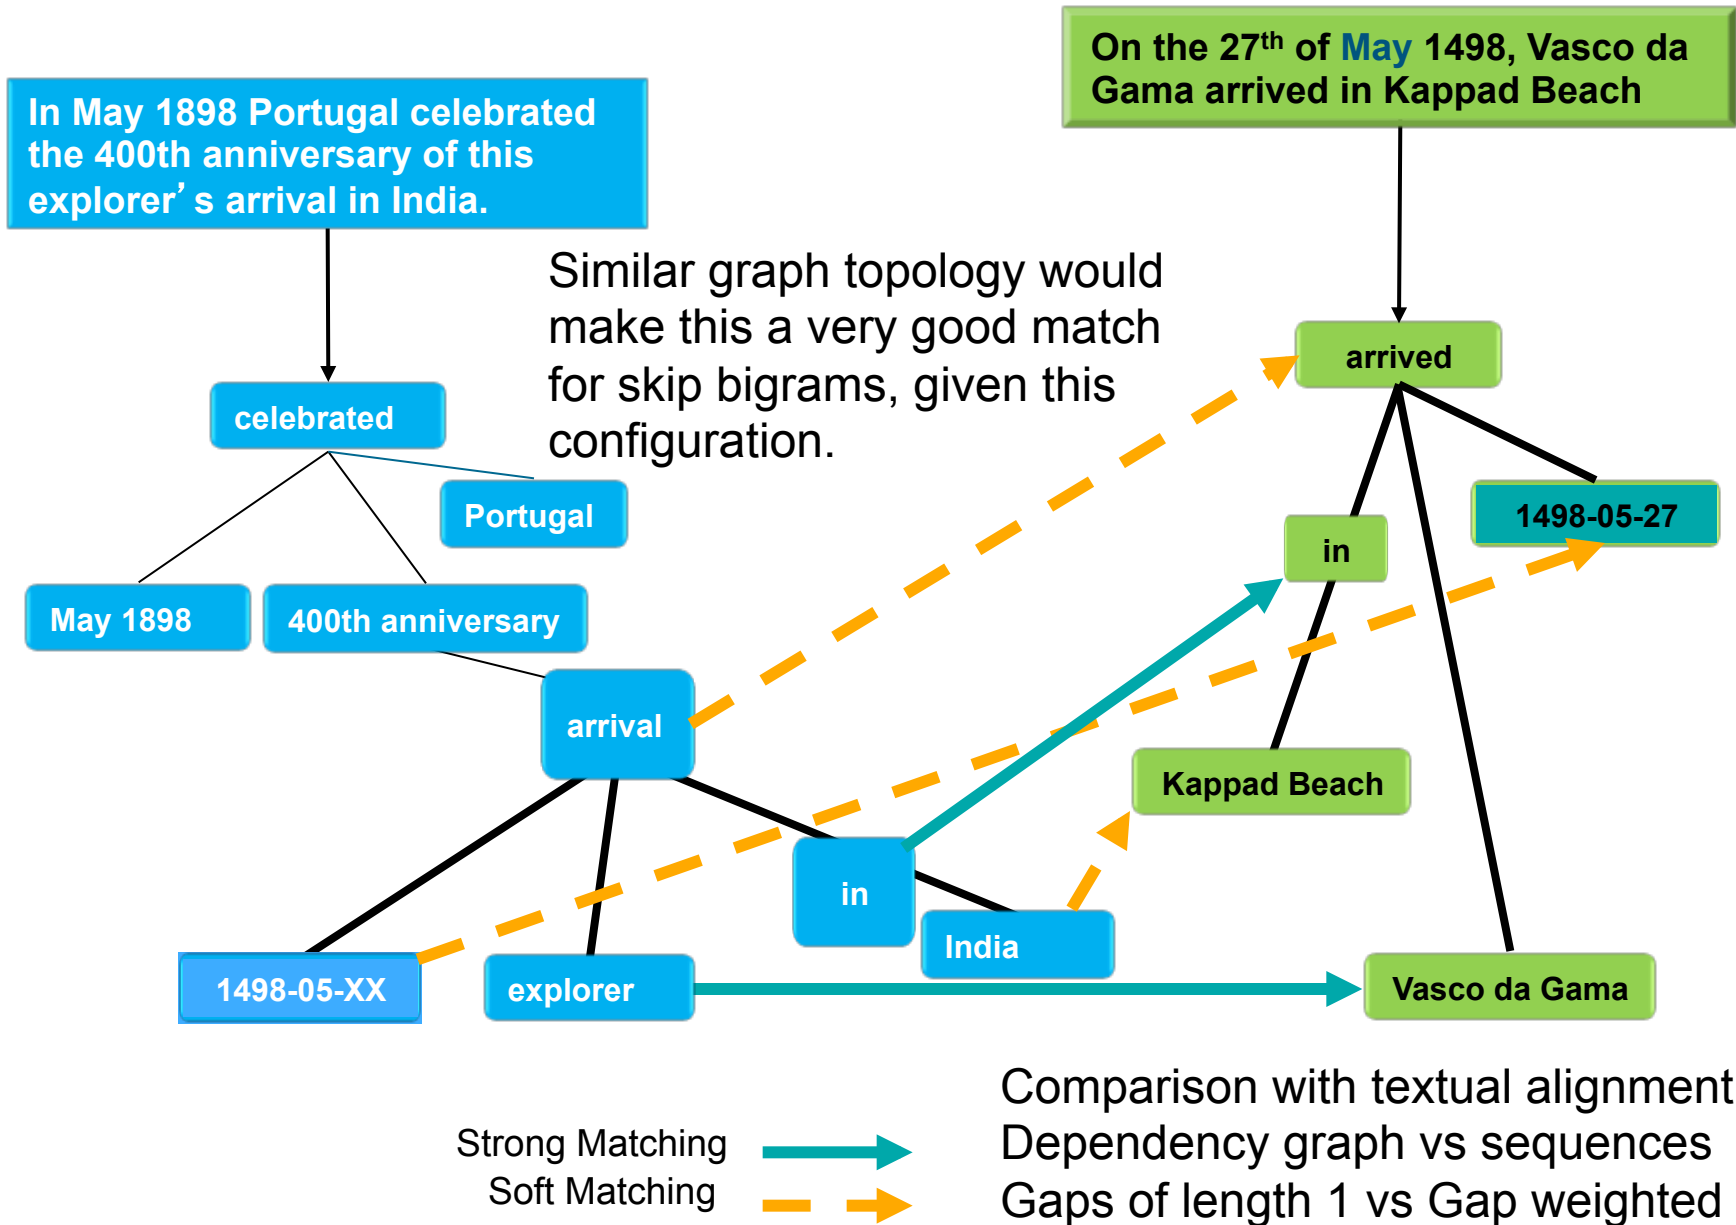 On the 27th of May 1498, Vasco da
Gama arrived in Kappad Beach
In May 1898 Portugal celebrated
the 400th anniversary of this
explorer's arrival in India.
Similar graph topology would
make this a very good match
for skip bigrams, given this
configuration.
arrived
celebrated
Portugal
1498-05-27
in
May 1898
400th anniversary
arrival
Kappad Beach
in
India
1498-05-XX
explorer
Vasco da Gama
Comparison with textual alignment
Dependency graph vs sequences
Gaps of length 1 vs Gap weighted
Strong Matching
Soft Matching